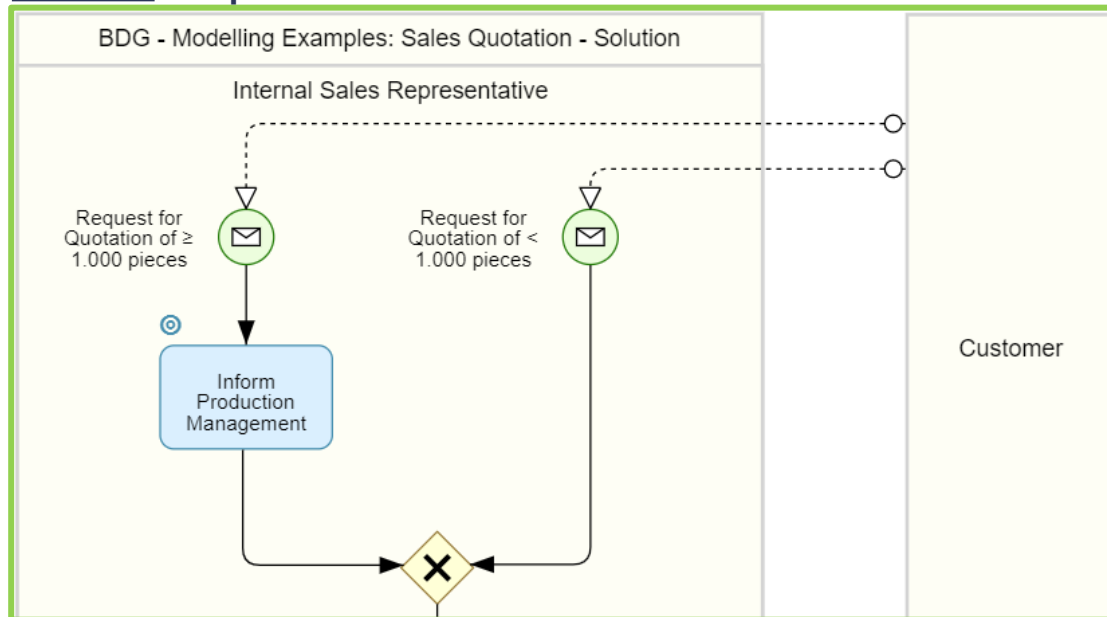 BDG - Modelling Examples: Sales Quotation - Solution
Internal Sales Representative
Request for
Quotation of ≥
1.000 pieces
Request for
Quotation of <
1.000 pieces
Inform
Production
Management
Customer